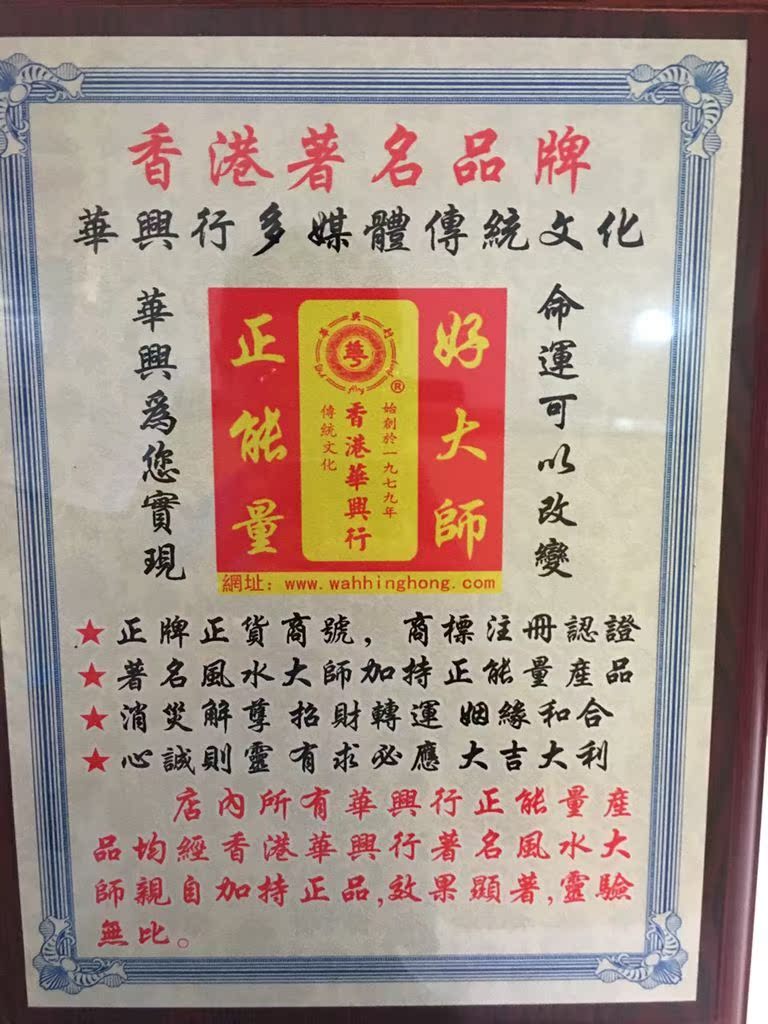 香港著名品牌
華興行多媒體傳統文化
命運可以改變
華興為您實現
好大師
正能量
華興行
華
®
始創於一九七九年
香港華興行
傳統文化
網址：www.wahhinghong.com
★正牌正貨商號，商標注冊認證
★著名風水大師加持正能量産品
★消災解孽 招財轉運 姻緣和合
★心誠則靈 有求必應 大吉大利
店內所有華興行正能量産
品均經香港華興行著名風水大
師親自加持正品,效果顯著,靈驗
無比。